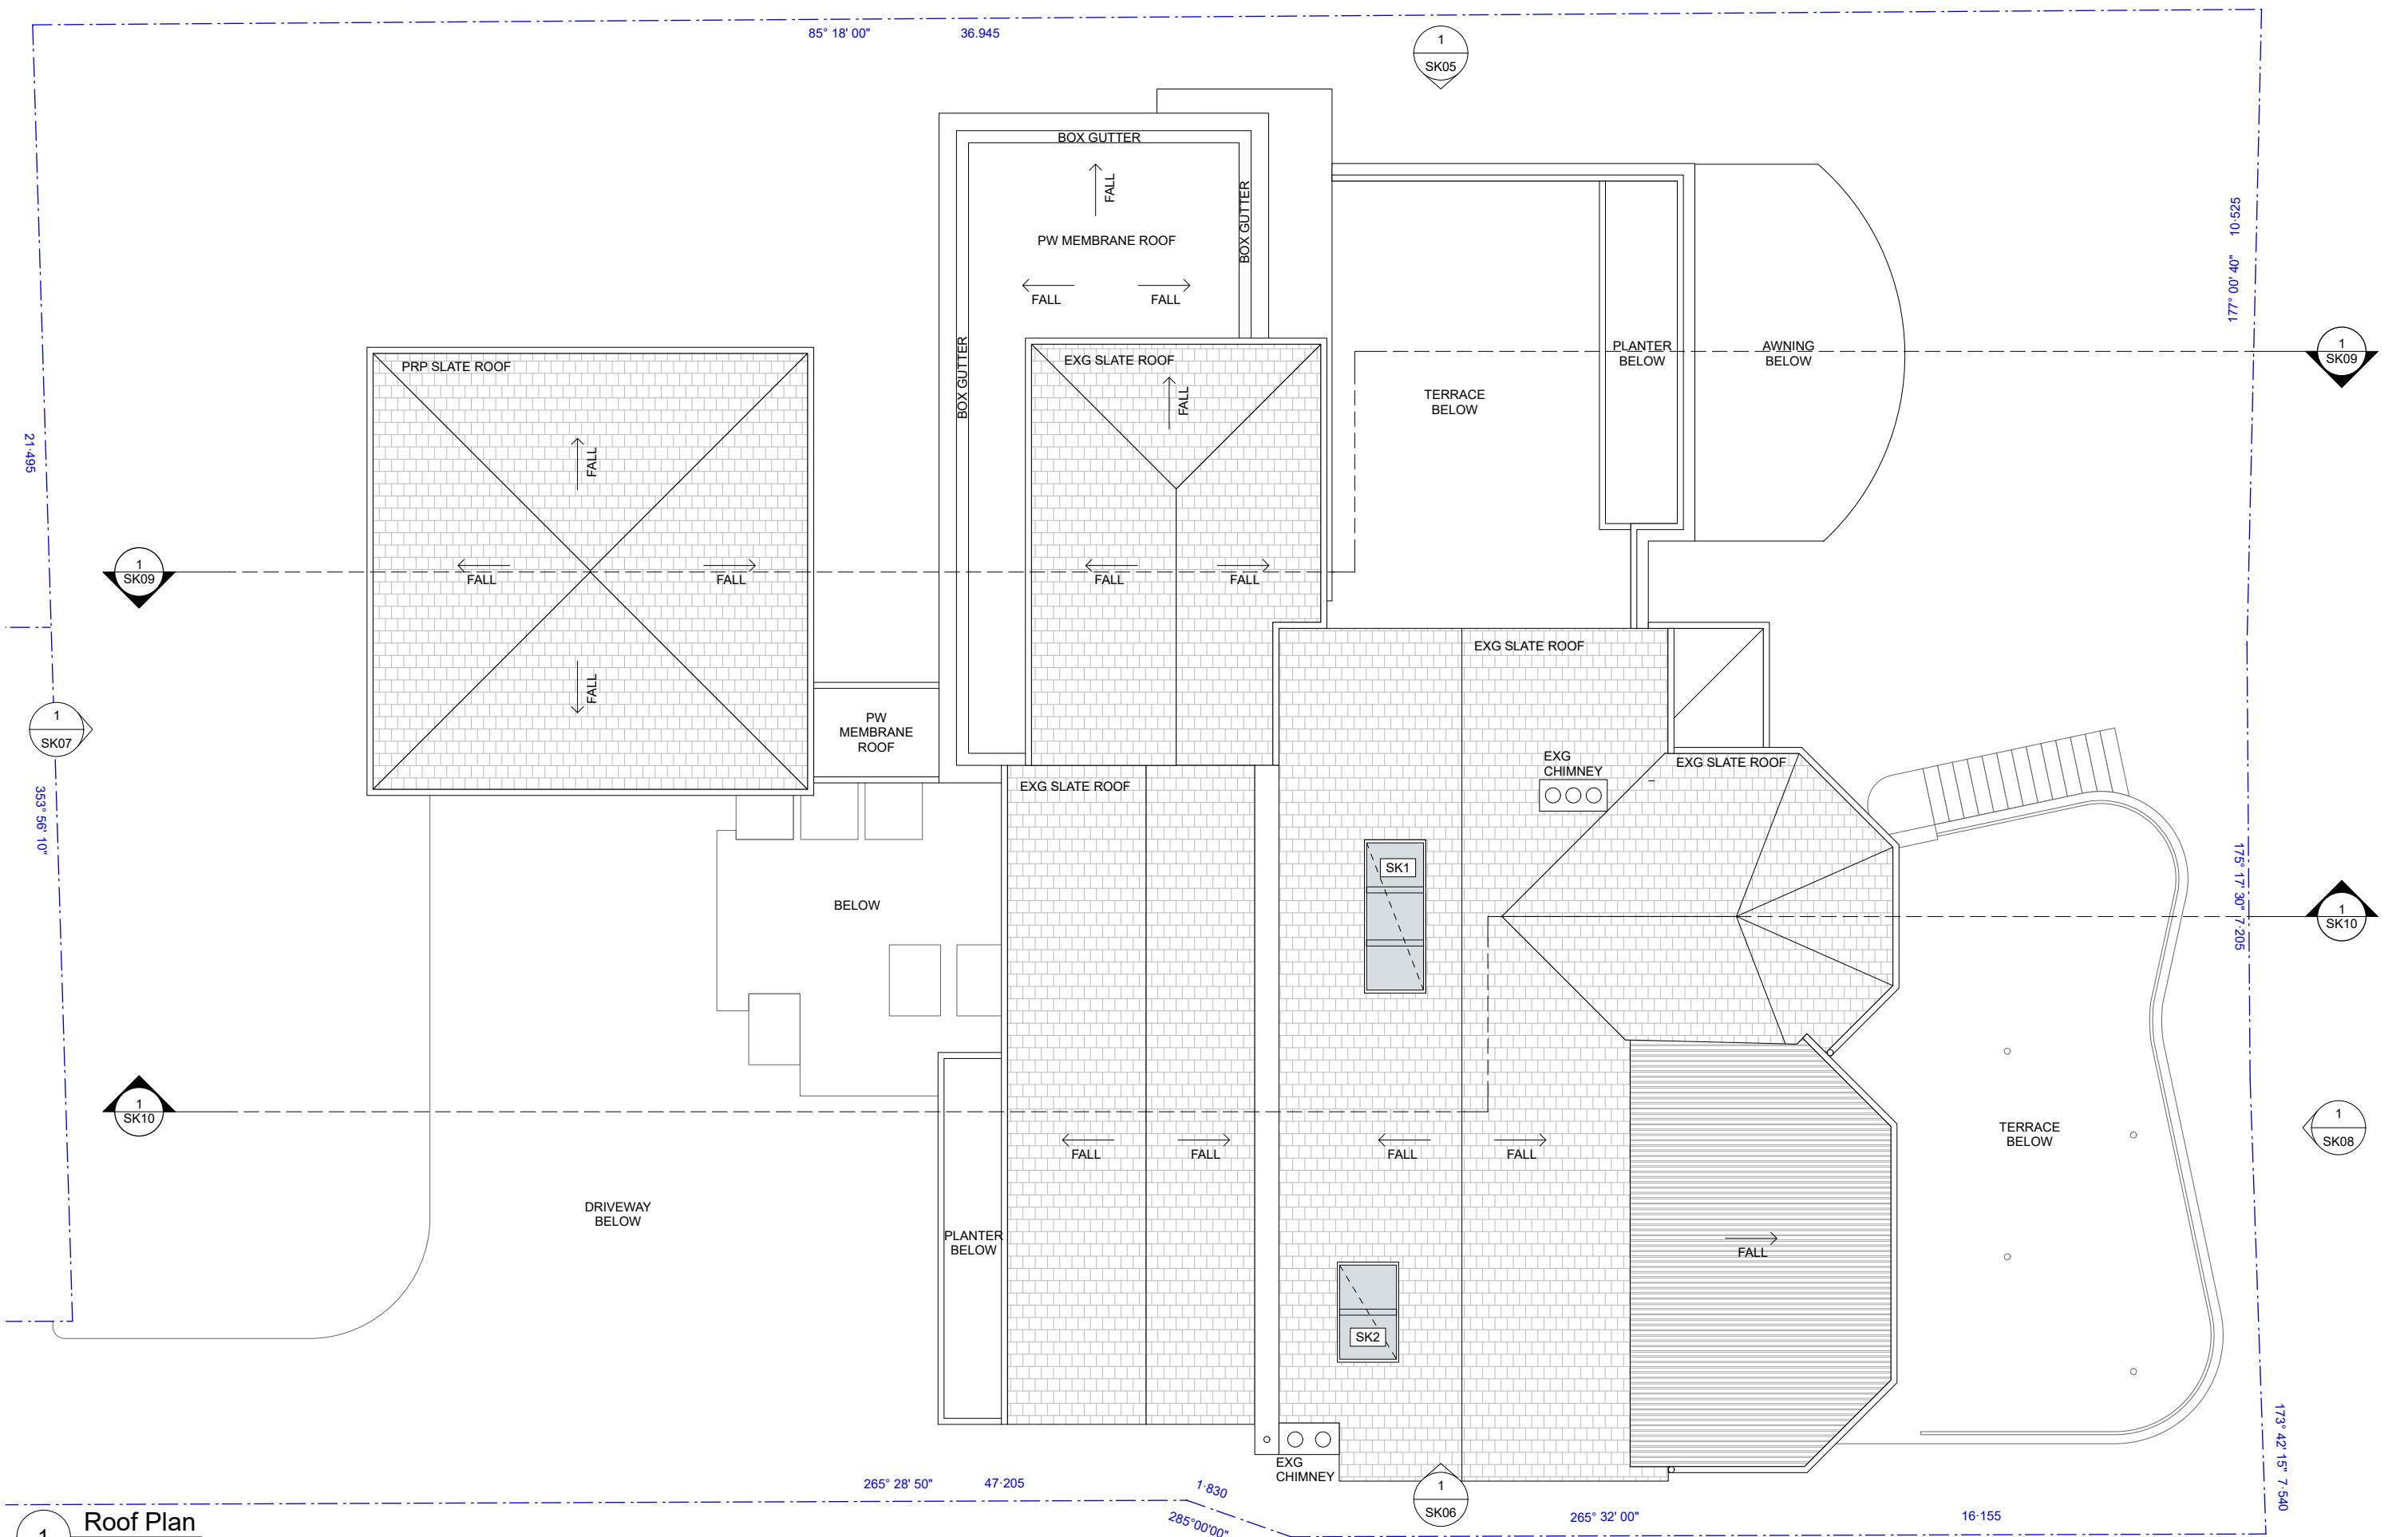 85° 18' 00" 36.945
1
SK05
BOX GUTTER
FALL
BOX GUTTER
PW MEMBRANE ROOF
FALL
FALL
BOX GUTTER
177° 00' 40" 10·525
1
SK09
PLANTER
BELOW
AWNING
BELOW
TERRACE
BELOW
PRP SLATE ROOF
EXG SLATE ROOF
FALL
21·495
FALL
FALL
FALL
FALL
FALL
FALL
1
SK09
EXG SLATE ROOF
1
SK07
PW
MEMBRANE
ROOF
EXG
CHIMNEY
EXG SLATE ROOF
EXG SLATE ROOF
353° 56' 10"
SK1
BELOW
175° 17' 30" 7·205
1
SK10
1
SK10
TERRACE
BELOW
1
SK08
FALL
FALL
FALL
FALL
DRIVEWAY
BELOW
PLANTER
BELOW
FALL
SK2
EXG
CHIMNEY
173° 42' 15" 7·540
265° 28' 50" 47·205
1·830
285°00'00"
1
SK06
265° 32' 00" 16·155
1
Roof Plan